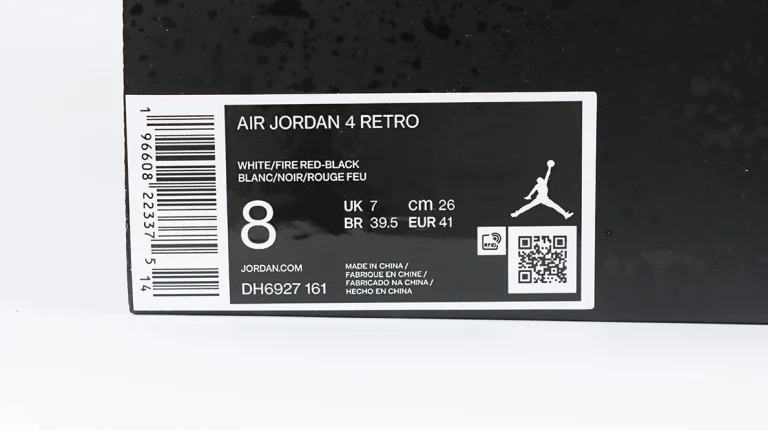 AIR JORDAN 4 RETRO
WHITE/FIRE RED-BLACK
BLANC/NOIR/ROUGE FEU
8
UK 7 cm 26
BR 39.5 EUR 41
JORDAN.COM
DH6927 161
MADE IN CHINA /
FABRIQUE EN CHINE /
FABRICADO NA CHINA /
HECHO EN CHINA
RFID
1 96608 22337 5 14